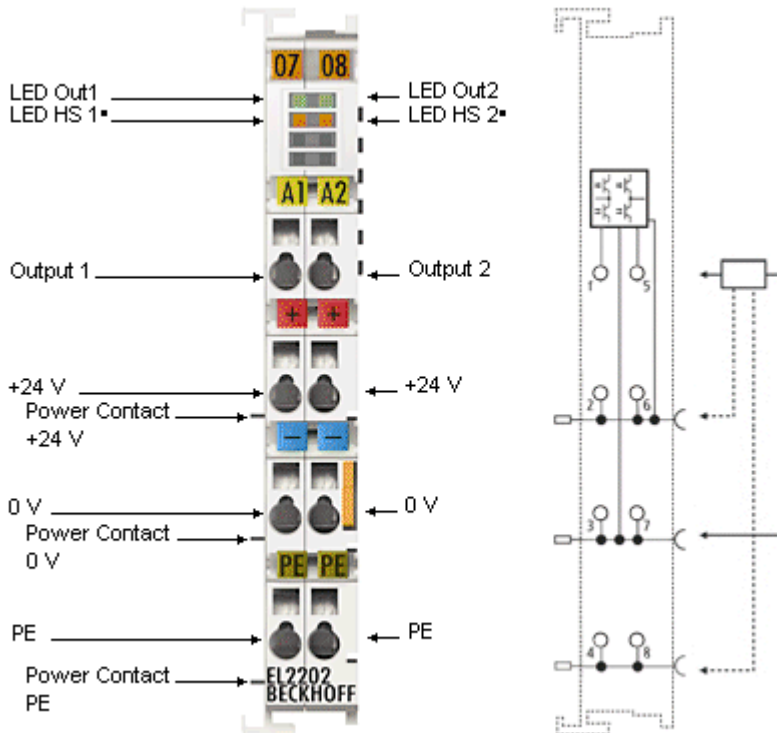 07 08
LED Out1
LED Out2
LED HS 1▪
LED HS 2▪
A1 A2
Output 1
Output 2
+ +
+24 V
+24 V
Power Contact
+24 V
− −
0 V
0 V
Power Contact
0 V
PE PE
PE
PE
Power Contact
PE
EL2202
BECKHOFF
1 5
2 6
3 7
4 8